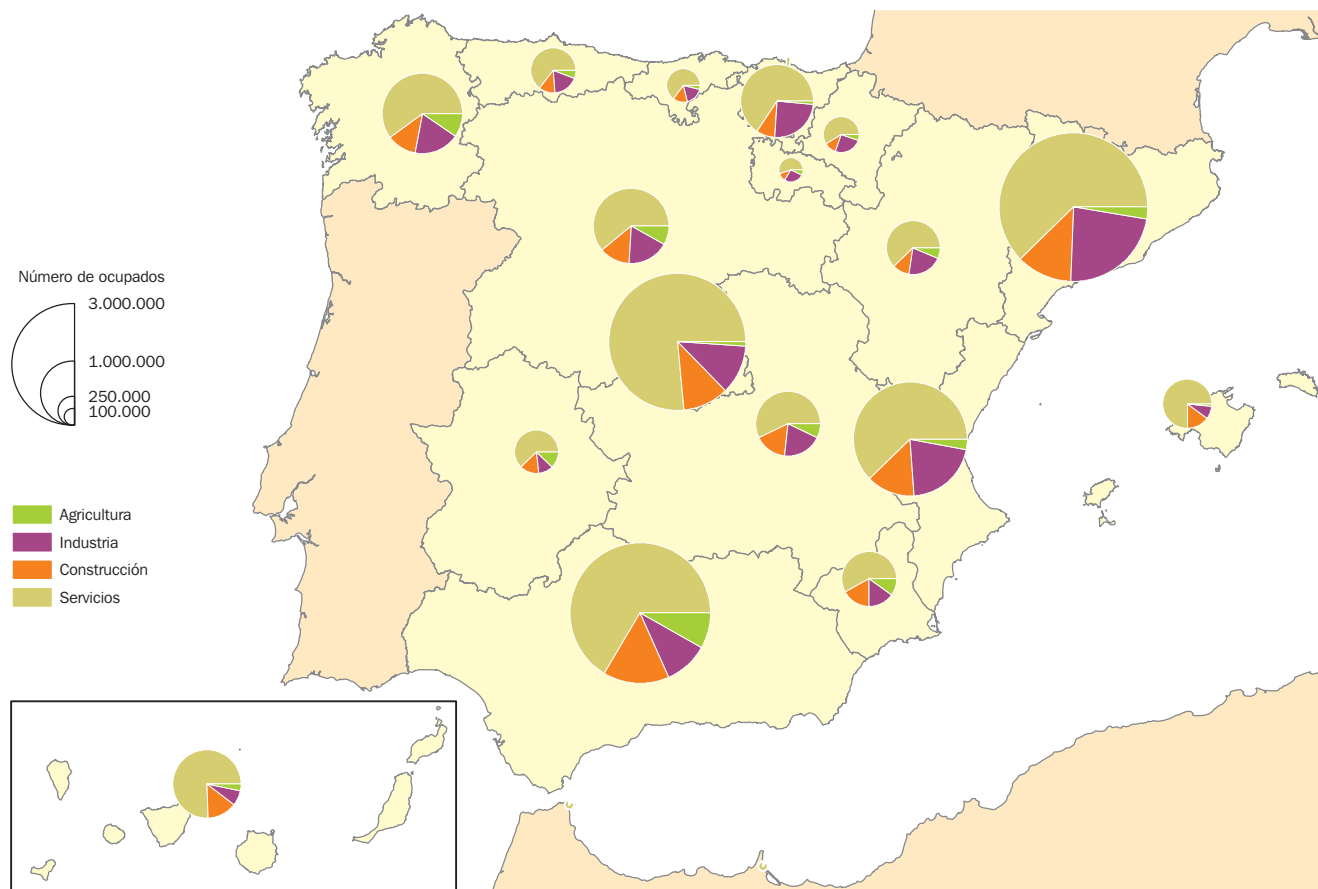 Número de ocupados
3.000.000
1.000.000
250.000
100.000
Agricultura
Industria
Construcción
Servicios